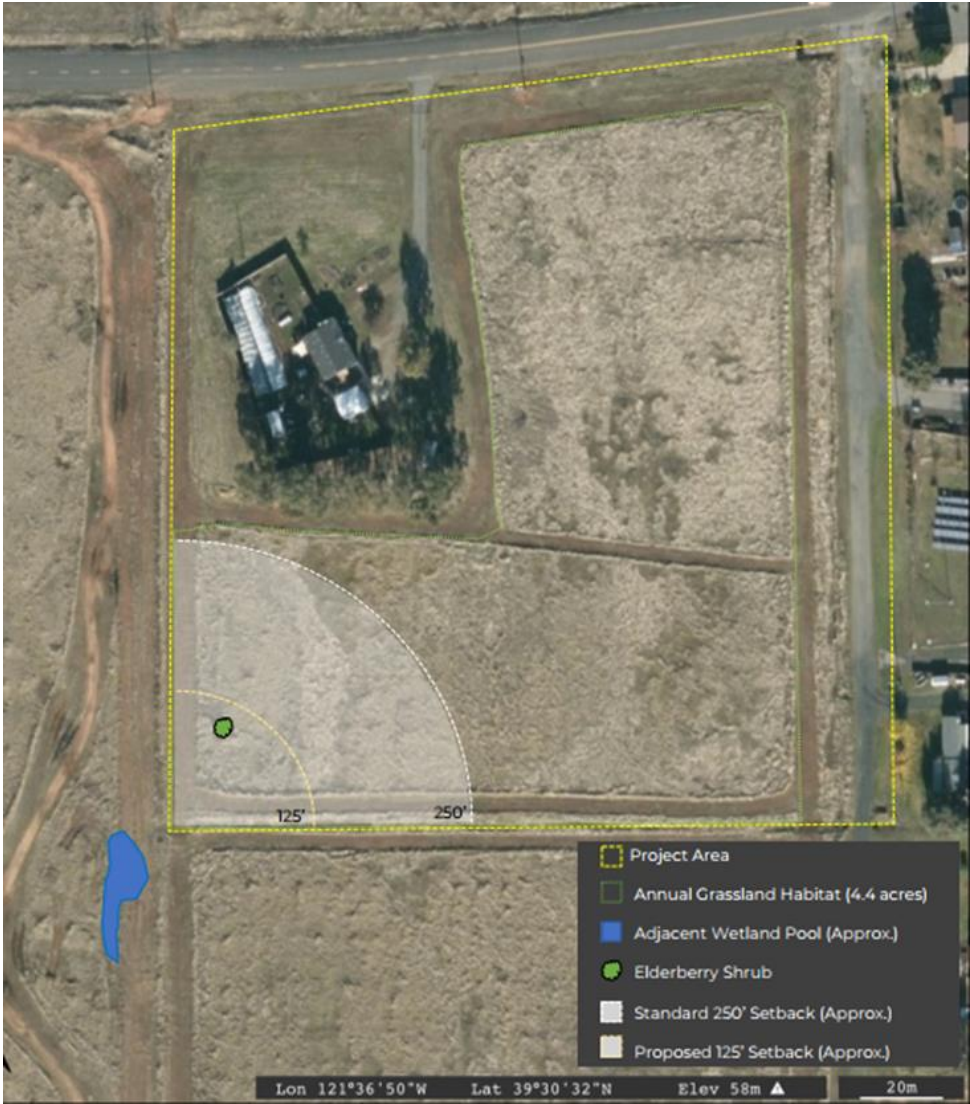 125' 250'
Project Area
Annual Grassland Habitat (4.4 acres)
Adjacent Wetland Pool (Approx.)
Elderberry Shrub
Standard 250' Setback (Approx.)
Proposed 125' Setback (Approx.)
Lon 121°36'50"W Lat 39°30'32"N Elev 58m 20m